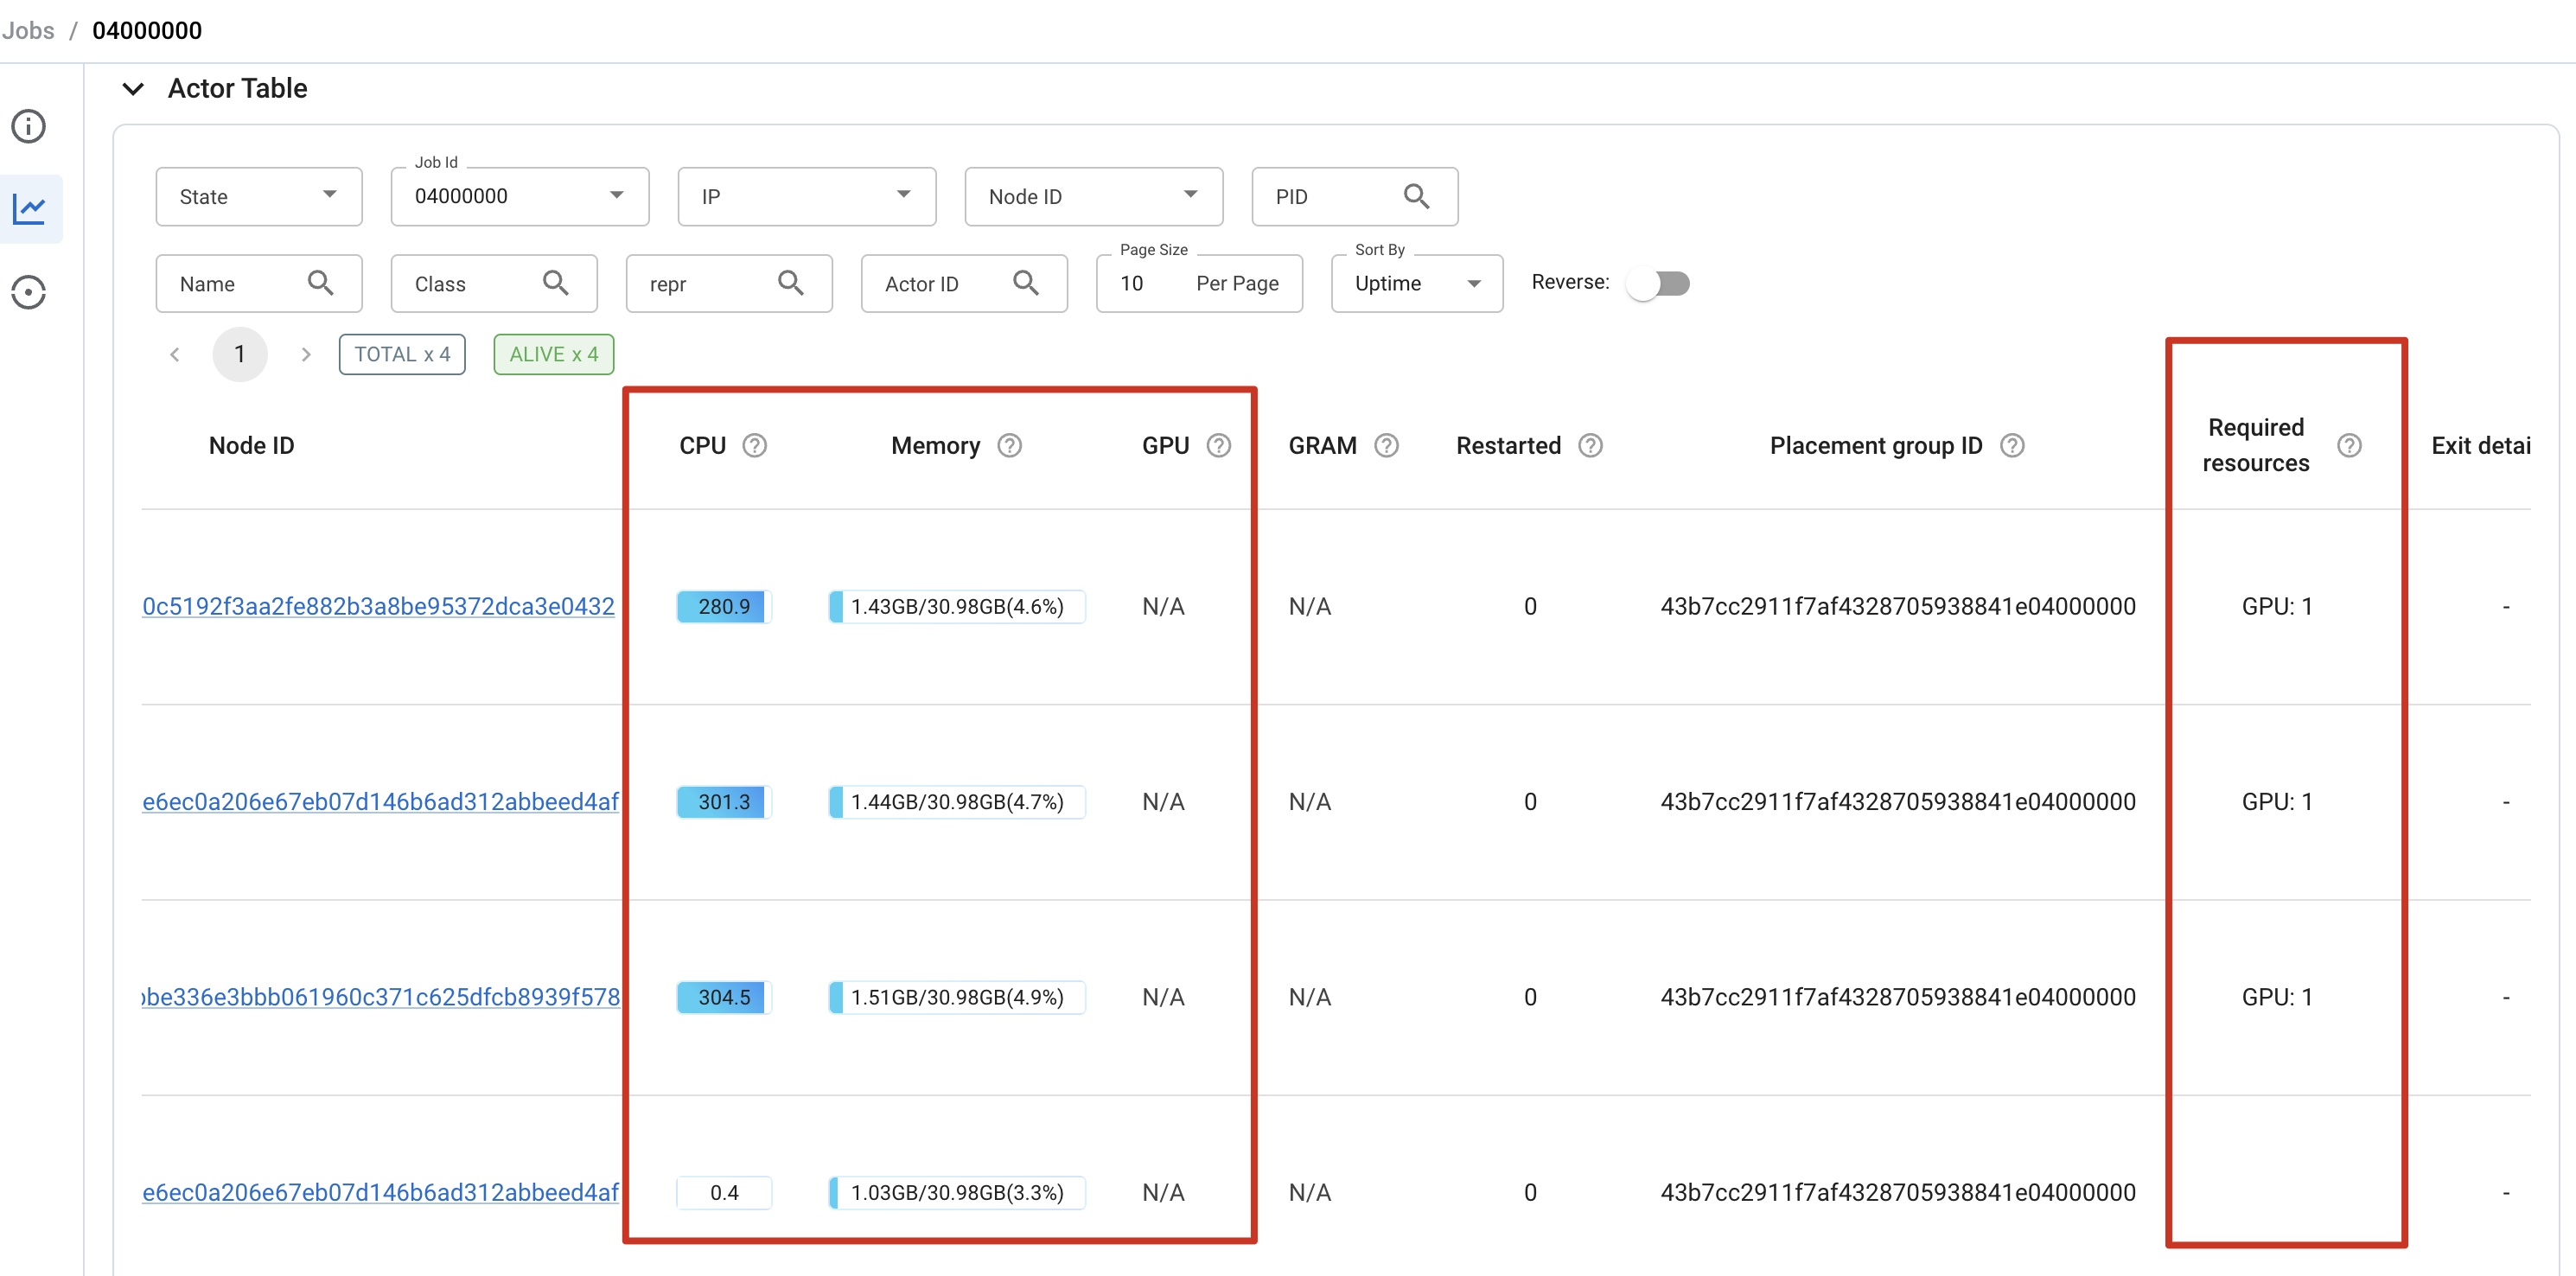 Jobs / 04000000
Actor Table
State
Job Id
04000000
IP
Node ID
PID
Name
Class
repr
Actor ID
Page Size
10 Per Page
Sort By
Uptime
Reverse:
1
TOTAL x 4
ALIVE x 4
Node ID CPU Memory GPU GRAM Restarted Placement group ID Required resources Exit detai
0c5192f3aa2fe882b3a8be95372dca3e0432 280.9 1.43GB/30.98GB(4.6%) N/A N/A 0 43b7cc2911f7af4328705938841e04000000 GPU: 1 -
e6ec0a206e67eb07d146b6ad312abbeed4af 301.3 1.44GB/30.98GB(4.7%) N/A N/A 0 43b7cc2911f7af4328705938841e04000000 GPU: 1 -
bbe336e3bbb061960c371c625dfcb8939f578 304.5 1.51GB/30.98GB(4.9%) N/A N/A 0 43b7cc2911f7af4328705938841e04000000 GPU: 1 -
e6ec0a206e67eb07d146b6ad312abbeed4af 0.4 1.03GB/30.98GB(3.3%) N/A N/A 0 43b7cc2911f7af4328705938841e04000000 -